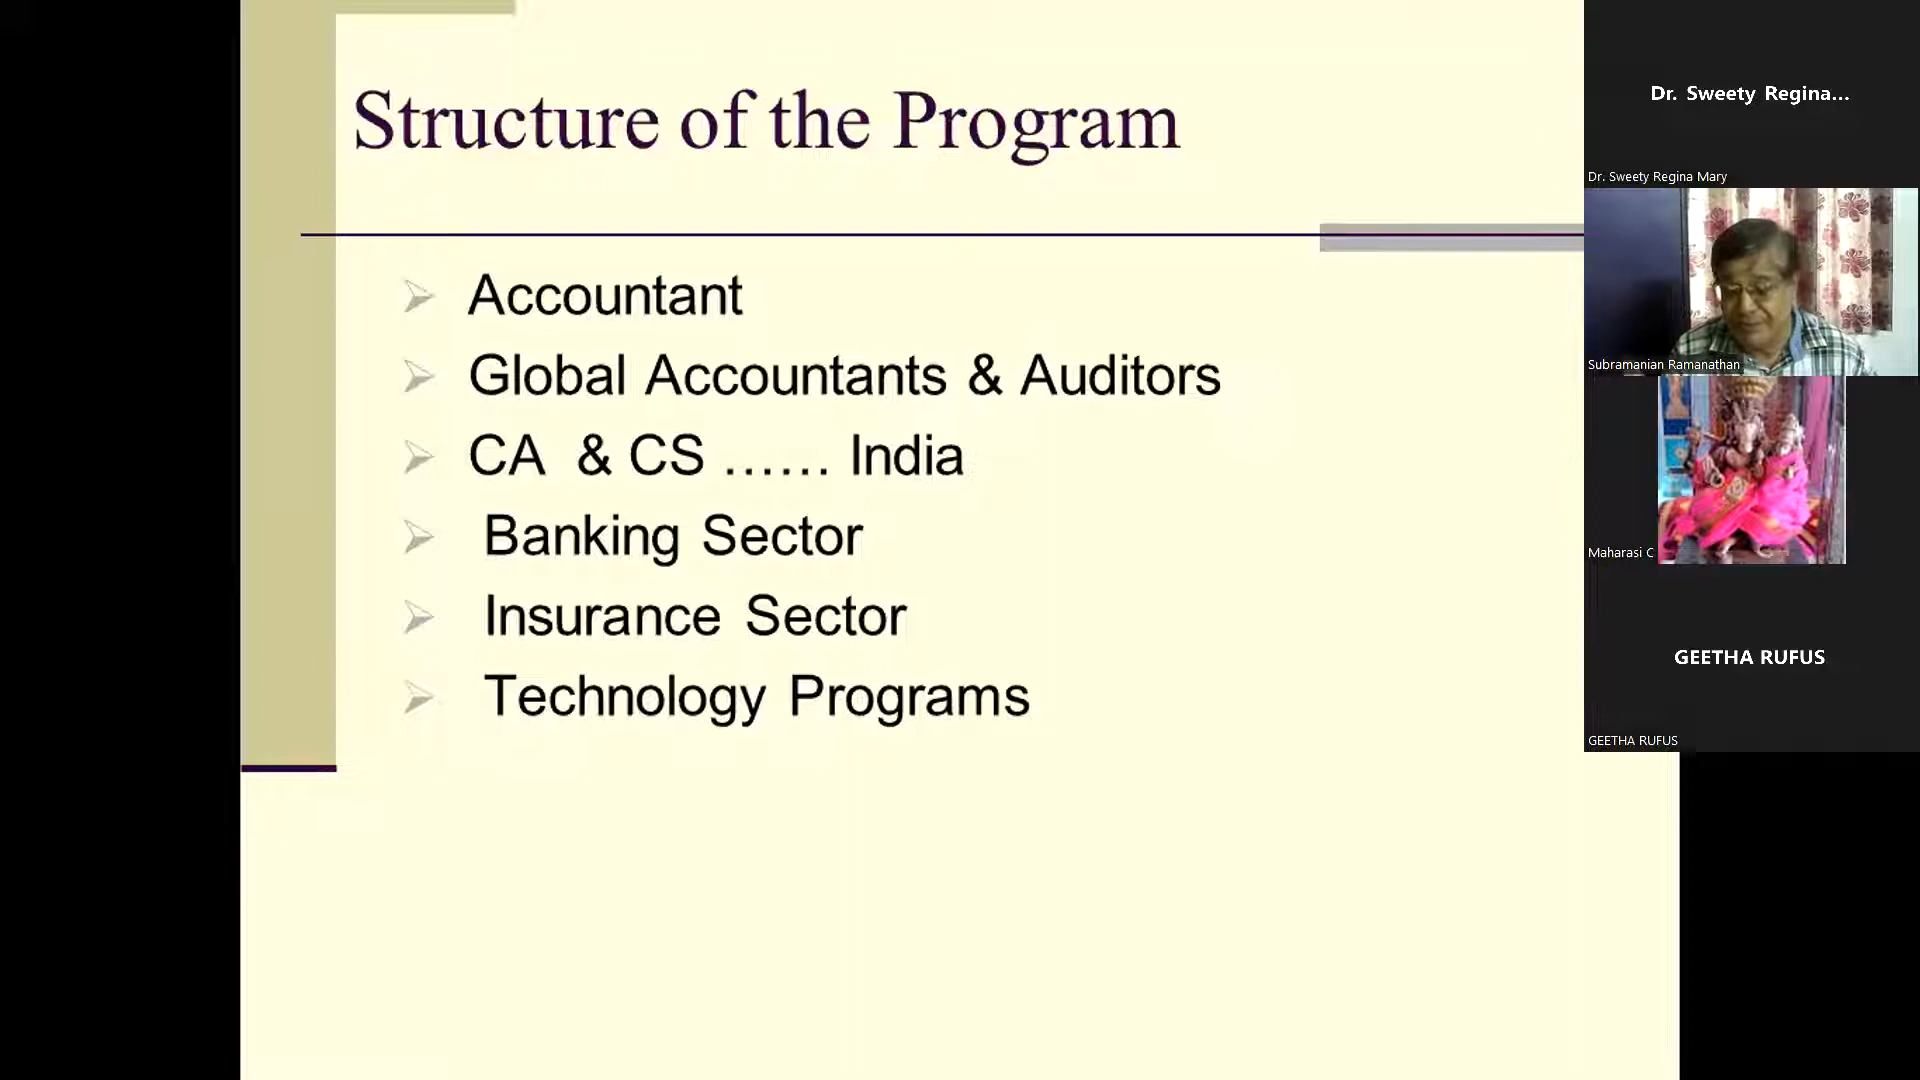 Structure of the Program
Accountant
Global Accountants & Auditors
CA & CS ...... India
Banking Sector
Insurance Sector
Technology Programs
Dr. Sweety Regina...
Dr. Sweety Regina Mary
Subramanian Ramanathan
Maharasi C
GEETHA RUFUS
GEETHA RUFUS